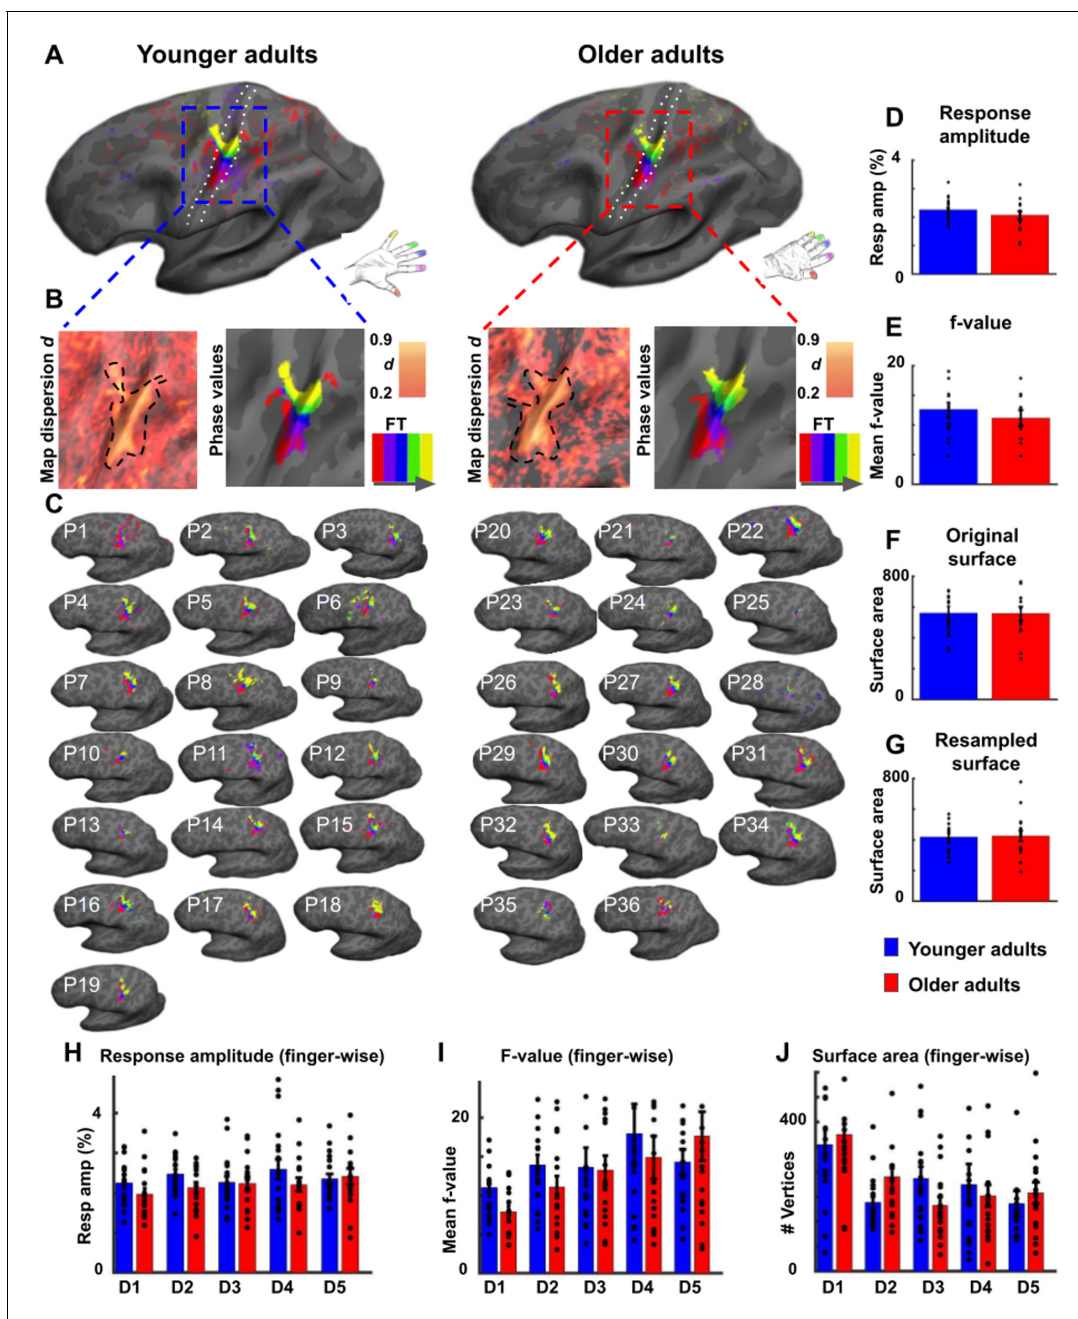 A
Younger adults
Older adults
B
Map dispersion d
Phase values
0.9
d
0.2
FT
Map dispersion d
Phase values
0.9
d
0.2
FT
C
P1 P2 P3
P4 P5 P6
P7 P8 P9
P10 P11 P12
P13 P14 P15
P16 P17 P18
P19
P20 P21 P22
P23 P24 P25
P26 P27 P28
P29 P30 P31
P32 P33 P34
P35 P36
D
Response
amplitude
Resp amp (%)
4
0
E
f-value
Mean f-value
20
0
F
Original
surface
Surface area
800
0
G
Resampled
surface
Surface area
800
0
Younger adults
Older adults
H
Response amplitude (finger-wise)
Resp amp (%)
4
0
D1 D2 D3 D4 D5
I
F-value (finger-wise)
Mean f-value
20
0
D1 D2 D3 D4 D5
J
Surface area (finger-wise)
# Vertices
400
0
D1 D2 D3 D4 D5